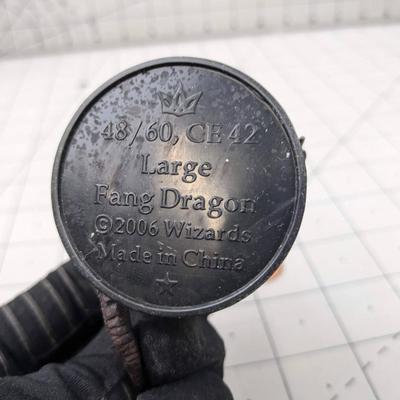 48/60, CE 42
Large
Fang Dragon
©2006 Wizards
Made in China